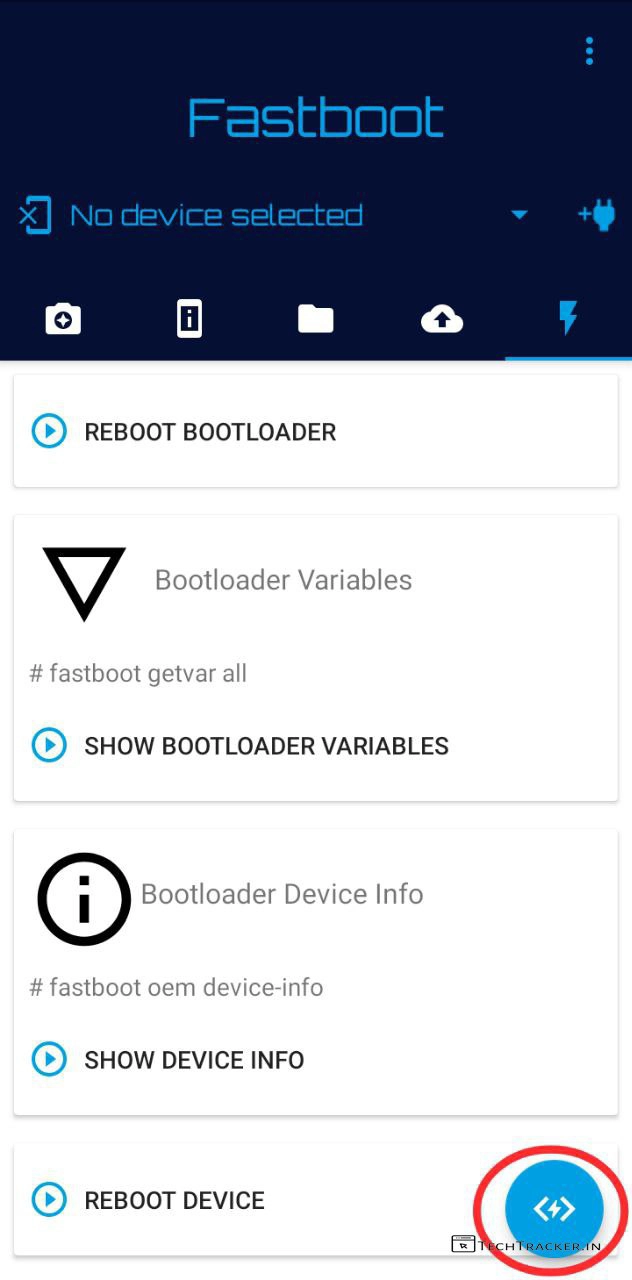 Fastboot
No device selected
REBOOT BOOTLOADER
Bootloader Variables
# fastboot getvar all
SHOW BOOTLOADER VARIABLES
Bootloader Device Info
# fastboot oem device-info
SHOW DEVICE INFO
REBOOT DEVICE
TECHTRACKER.IN